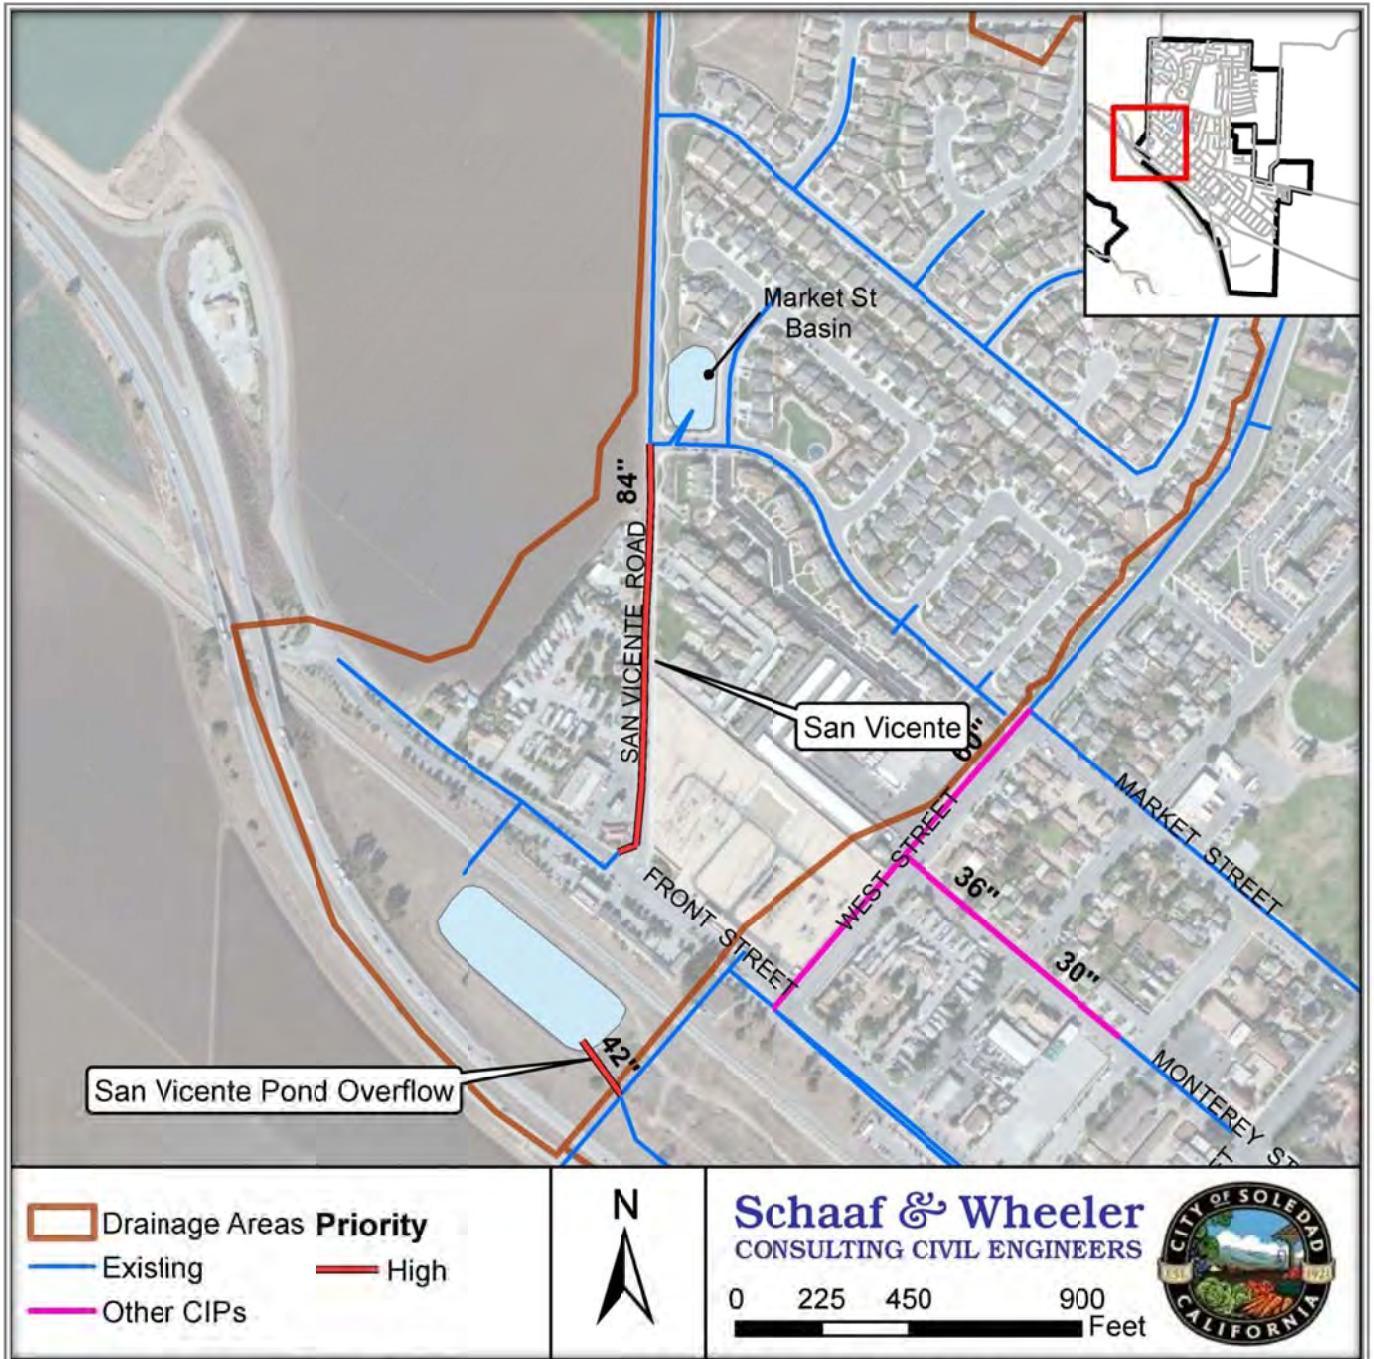 Market St
Basin
84"
SAN VICENTE ROAD
San Vicente
60"
WEST STREET
MARKET STREET
36"
30"
FRONT STREET
42"
San Vicente Pond Overflow
MONTEREY ST
Drainage Areas
Existing
Other CIPs
Priority
High
N
Schaaf & Wheeler
CONSULTING CIVIL ENGINEERS
0 225 450 900
Feet
CITY OF SOLEDAD
EST. 1921
CALIFORNIA